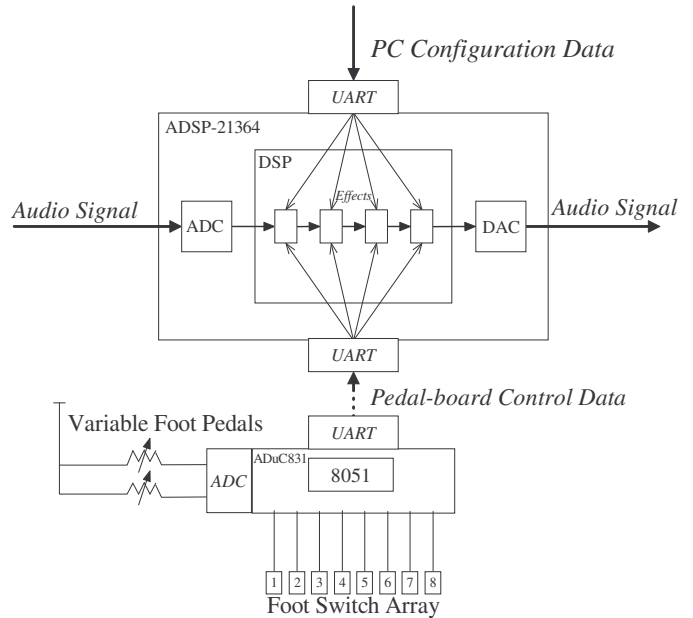 PC Configuration Data
UART
ADSP-21364
DSP
Effects
Audio Signal
ADC
DAC
Audio Signal
UART
Pedal-board Control Data
Variable Foot Pedals
UART
ADuC831
ADC
8051
1 2 3 4 5 6 7 8
Foot Switch Array